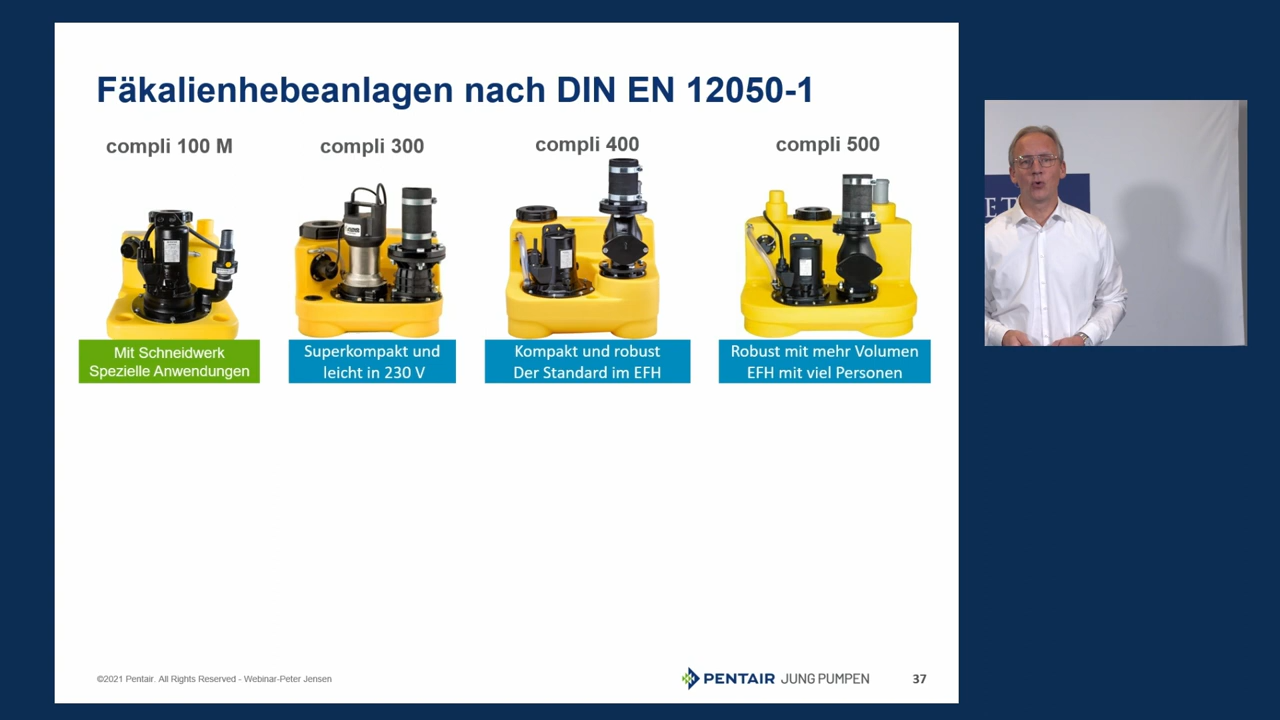 Fäkalienhebeanlagen nach DIN EN 12050-1
compli 100 M
compli 300
compli 400
compli 500
Mit Schneidwerk
Spezielle Anwendungen
Superkompakt und
leicht in 230 V
Kompakt und robust
Der Standard im EFH
Robust mit mehr Volumen
EFH mit viel Personen
ET
©2021 Pentair. All Rights Reserved - Webinar-Peter Jensen
PENTAIR JUNG PUMPEN
37